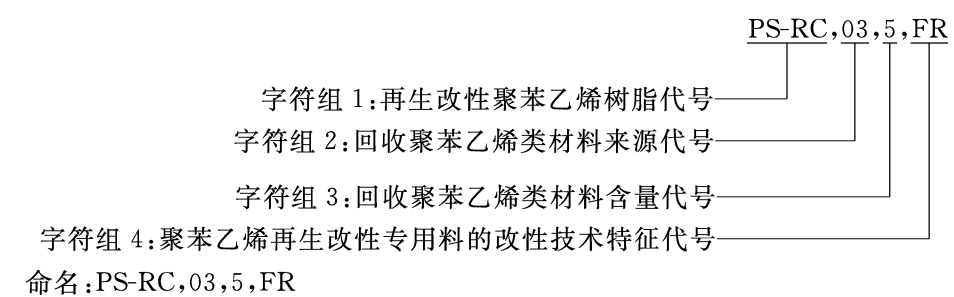 PS-RC,03,5,FR
字符组1:再生改性聚苯乙烯树脂代号
字符组2:回收聚苯乙烯类材料来源代号
字符组3:回收聚苯乙烯类材料含量代号
字符组4:聚苯乙烯再生改性专用料的改性技术特征代号
命名:PS-RC,03,5,FR